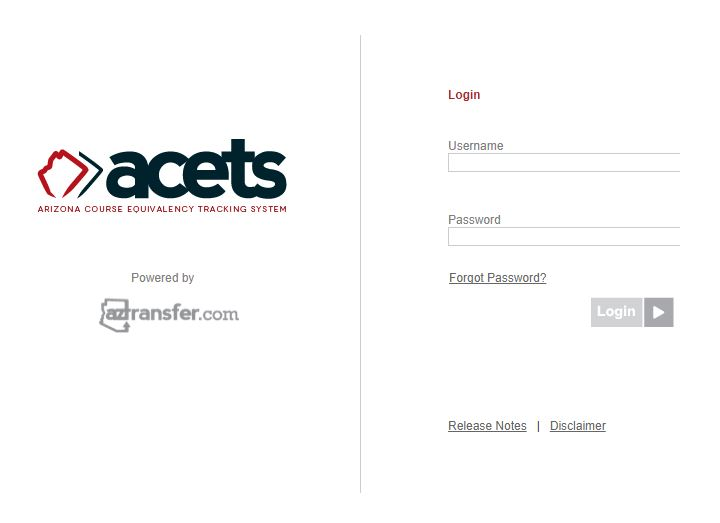 acets
ARIZONA COURSE EQUIVALENCY TRACKING SYSTEM
Powered by
aztransfer.com
Login
Username
Password
Forgot Password?
Login
Release Notes | Disclaimer